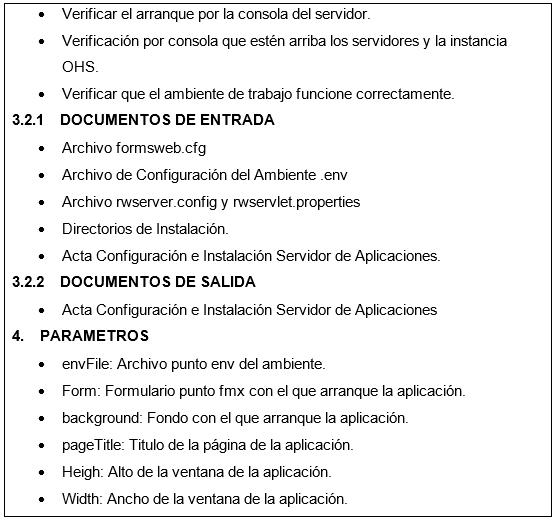 • Verificar el arranque por la consola del servidor.
• Verificación por consola que estén arriba los servidores y la instancia
OHS.
• Verificar que el ambiente de trabajo funcione correctamente.
3.2.1 DOCUMENTOS DE ENTRADA
• Archivo formsweb.cfg
• Archivo de Configuración del Ambiente .env
• Archivo rwserver.config y rwservlet.properties
• Directorios de Instalación.
• Acta Configuración e Instalación Servidor de Aplicaciones.
3.2.2 DOCUMENTOS DE SALIDA
• Acta Configuración e Instalación Servidor de Aplicaciones
4. PARAMETROS
• envFile: Archivo punto env del ambiente.
• Form: Formulario punto fmx con el que arranque la aplicación.
• background: Fondo con el que arranque la aplicación.
• pageTitle: Titulo de la página de la aplicación.
• Heigh: Alto de la ventana de la aplicación.
• Width: Ancho de la ventana de la aplicación.